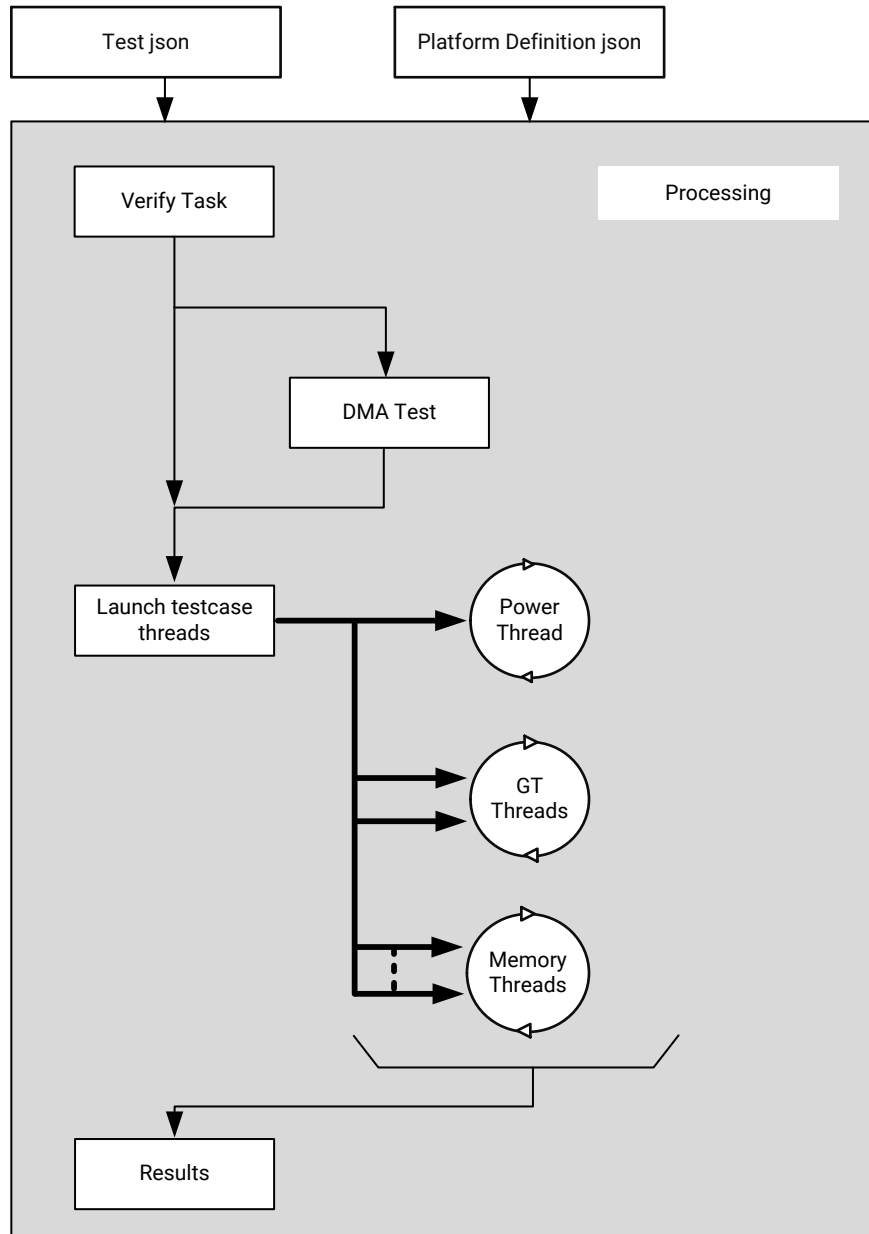 Test json
Platform Definition json
Verify Task
Processing
DMA Test
Launch testcase
threads
Power
Thread
GT
Threads
Memory
Threads
Results